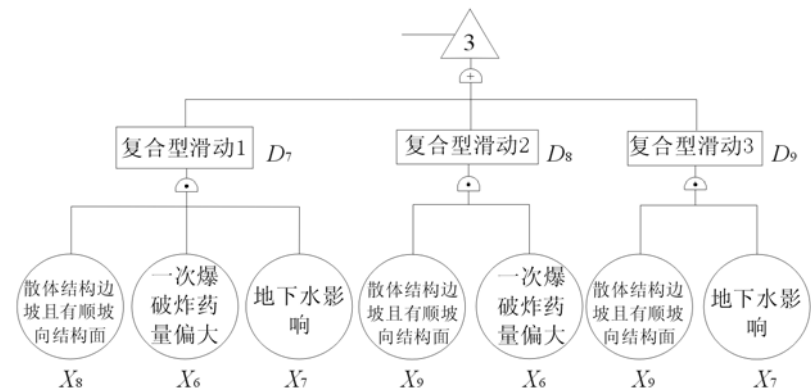 3
+
复合型滑动1 D7
复合型滑动2 D8
复合型滑动3 D9
散体结构边
坡且有顺坡
向结构面
X8
一次爆
破炸药
量偏大
X6
地下水影
响
X7
散体结构边
坡且有顺坡
向结构面
X9
一次爆
破炸药
量偏大
X6
散体结构边
坡且有顺坡
向结构面
X9
地下水影
响
X7